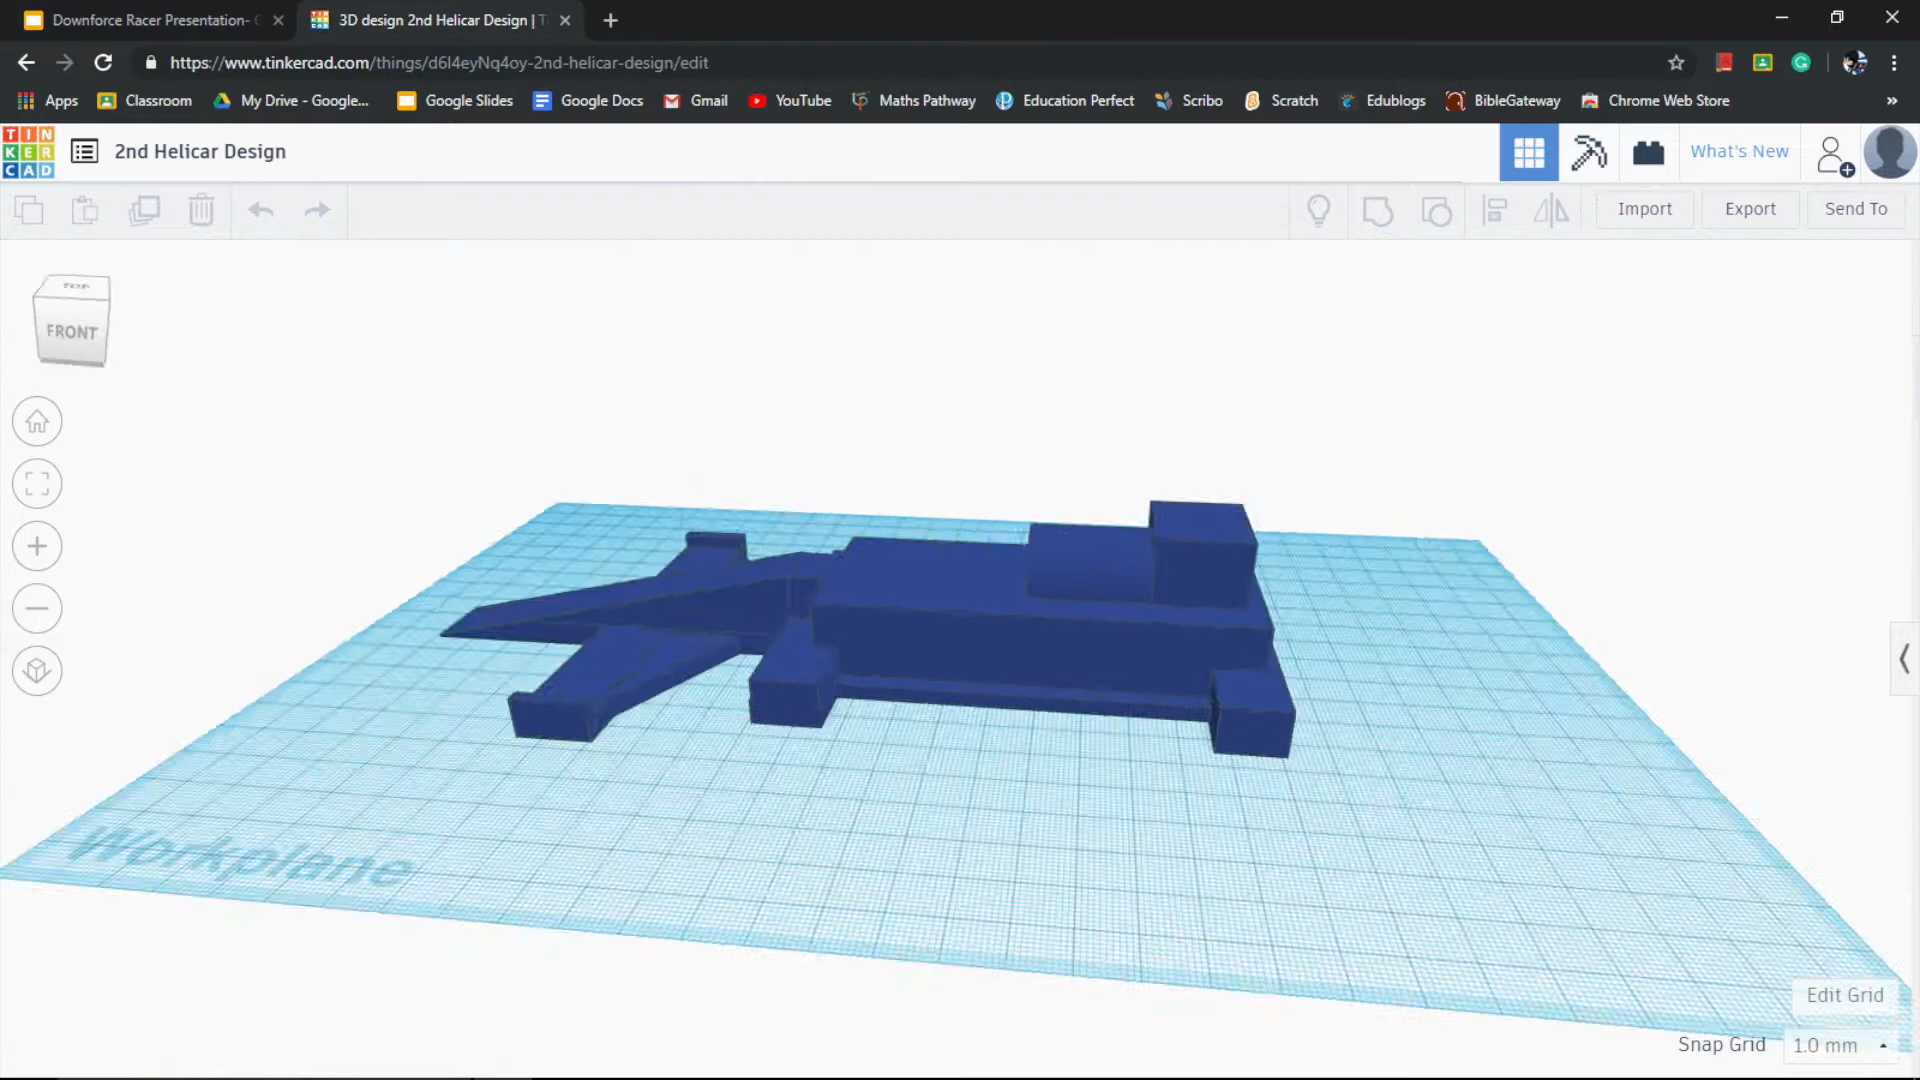 Downforce Racer Presentation-
3D design 2nd Helicar Design |
https://www.tinkercad.com/things/d6l4eyNq4oy-2nd-helicar-design/edit
Apps Classroom My Drive - Google... Google Slides Google Docs Gmail YouTube Maths Pathway Education Perfect Scribo Scratch Edublogs BibleGateway Chrome Web Store »
TIN
KER
CAD
2nd Helicar Design
What's New
Import Export Send To
TOP
FRONT
Workplane
Edit Grid
Snap Grid 1.0 mm